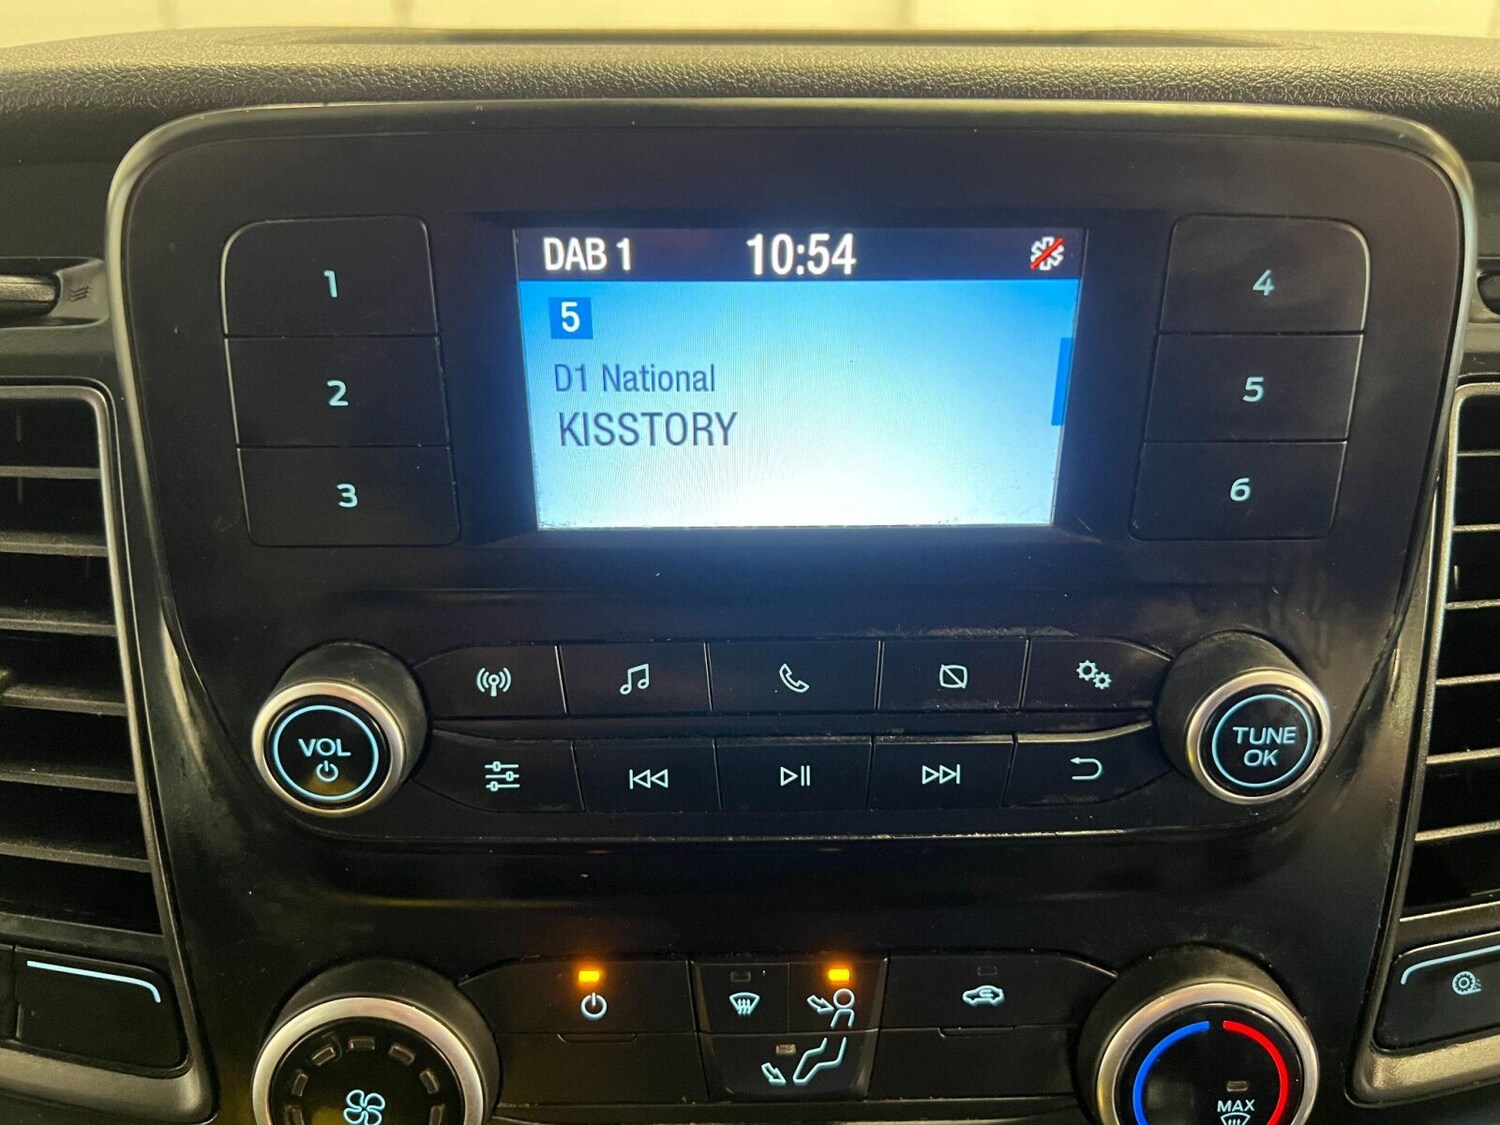 DAB 1 10:54
5
D1 National
KISSTORY
1
2
3
4
5
6
VOL
TUNE
OK
MAX